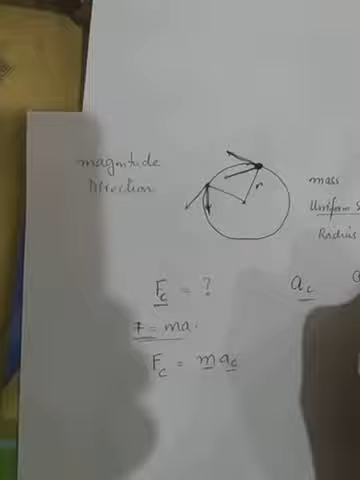 magnitude
Direction
r
mass
Uniform S
Radius
Fc = ?
ac
F = ma
Fc = mac